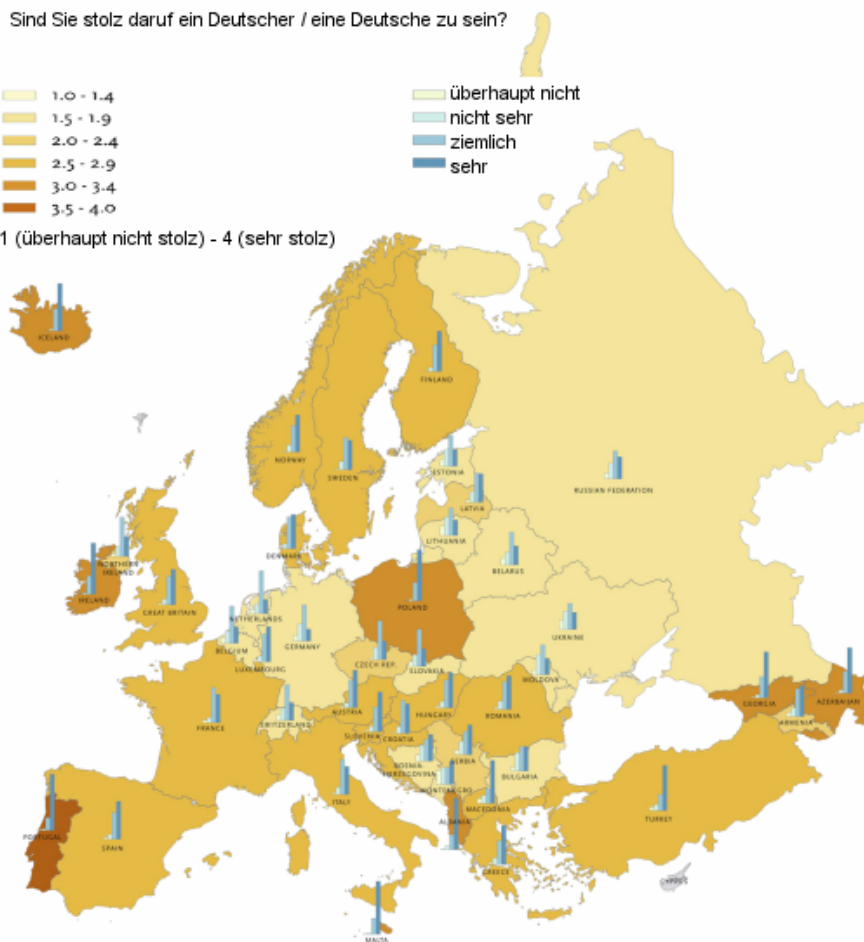 Sind Sie stolz daruf ein Deutscher / eine Deutsche zu sein?
1.0 - 1.4
1.5 - 1.9
2.0 - 2.4
2.5 - 2.9
3.0 - 3.4
3.5 - 4.0
überhaupt nicht
nicht sehr
ziemlich
sehr
1 (überhaupt nicht stolz) - 4 (sehr stolz)
ICELAND
FINLAND
NORWAY
SWEDEN
ESTONIA
RUSSIAN FEDERATION
LATVIA
LITHUANIA
DENMARK
NORTHERN
IRELAND
BELARUS
IRELAND
GREAT BRITAIN
POLAND
NETHERLANDS
GERMANY
UKRAINE
BELGIUM
LUXEMBOURG
CZECH REP.
SLOVAKIA
MOLDOVA
AUSTRIA
HUNGARY
ROMANIA
FRANCE
SWITZERLAND
SLOVENIA
CROATIA
GEORGIA
AZERBAIJAN
ARMENIA
BOSNIA
HERZEGOVINA
SERBIA
BULGARIA
MONTENEGRO
ITALY
MACEDONIA
ALBANIA
TURKEY
PORTUGAL
SPAIN
GREECE
CYPRUS
MALTA